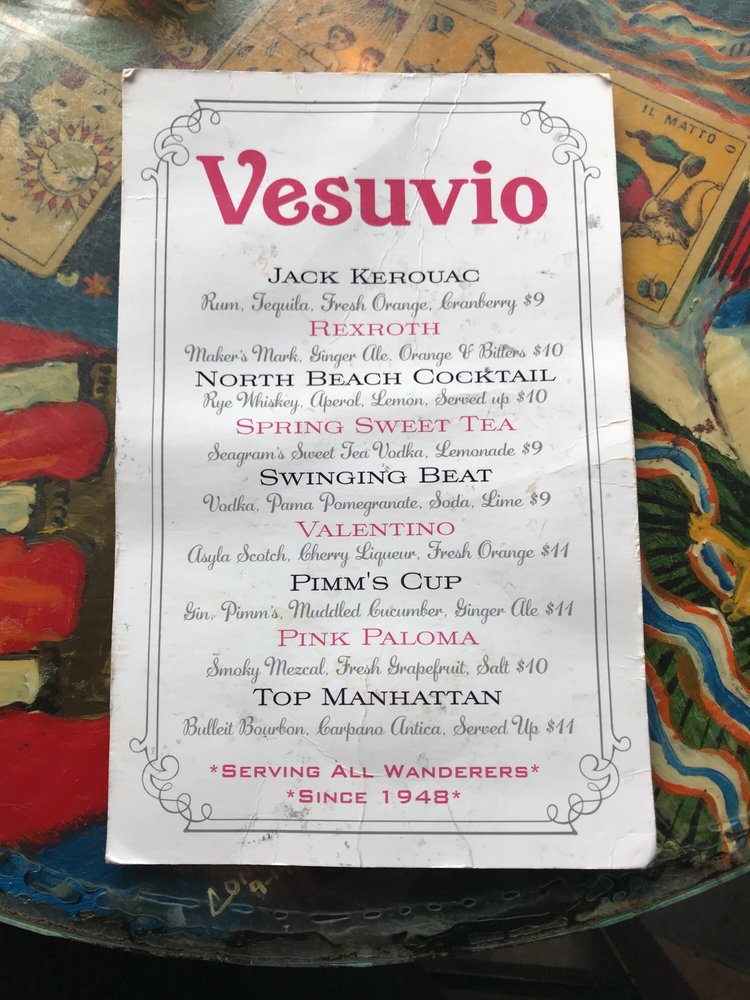 IL MATTO 0
Vesuvio
JACK KEROUAC
Rum, Tequila, Fresh Orange, Cranberry $9
REXROTH
Maker's Mark, Ginger Ale, Orange & Bitters $10
NORTH BEACH COCKTAIL
Rye Whiskey, Aperol, Lemon, Served up $10
SPRING SWEET TEA
Seagram's Sweet Tea Vodka, Lemonade $9
SWINGING BEAT
Vodka, Pama Pomegranate, Soda, Lime $9
VALENTINO
Asyla Scotch, Cherry Liqueur, Fresh Orange $11
PIMM'S CUP
Gin, Pimm's, Muddled Cucumber, Ginger Ale $11
PINK PALOMA
Smoky Mezcal, Fresh Grapefruit, Salt $10
TOP MANHATTAN
Bulleit Bourbon, Carpano Antica, Served Up $11
*SERVING ALL WANDERERS*
*SINCE 1948*